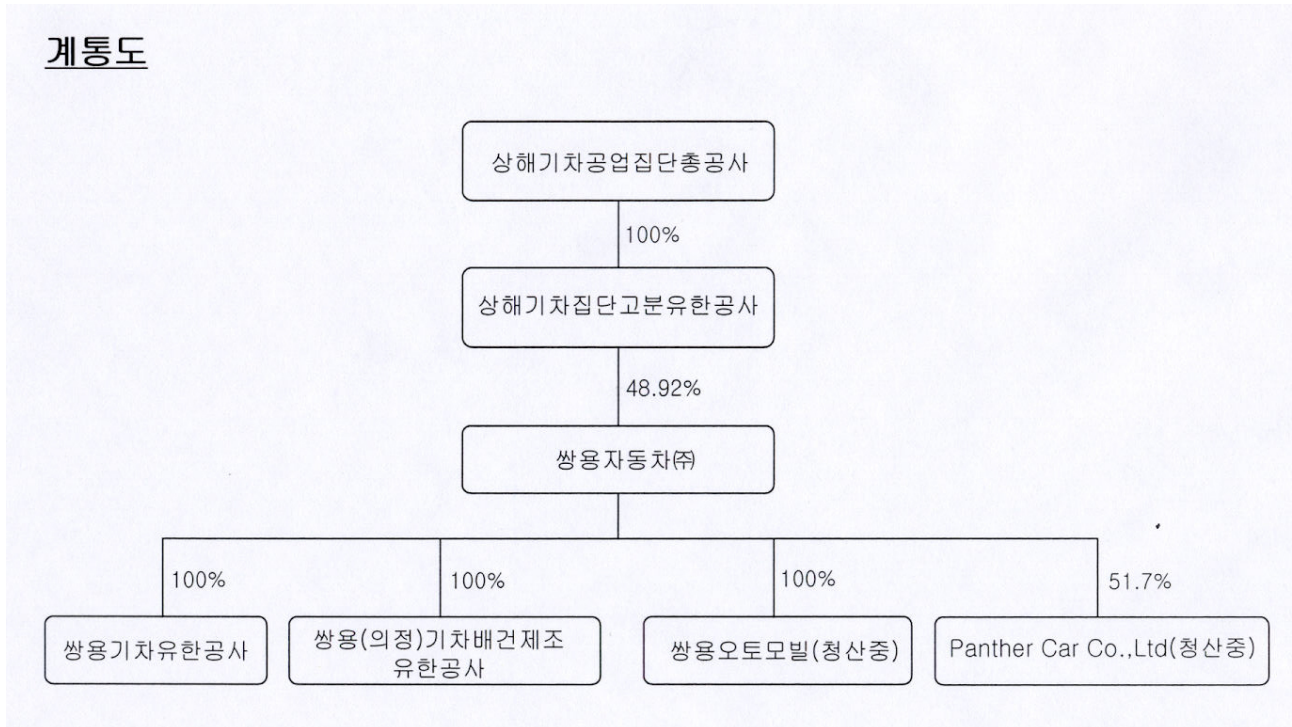 계통도
상해기차공업집단총공사
100%
상해기차집단고분유한공사
48.92%
쌍용자동차㈜
100%
100%
100%
51.7%
쌍용기차유한공사
쌍용(의정)기차배건제조
유한공사
쌍용오토모빌(청산중)
Panther Car Co.,Ltd(청산중)